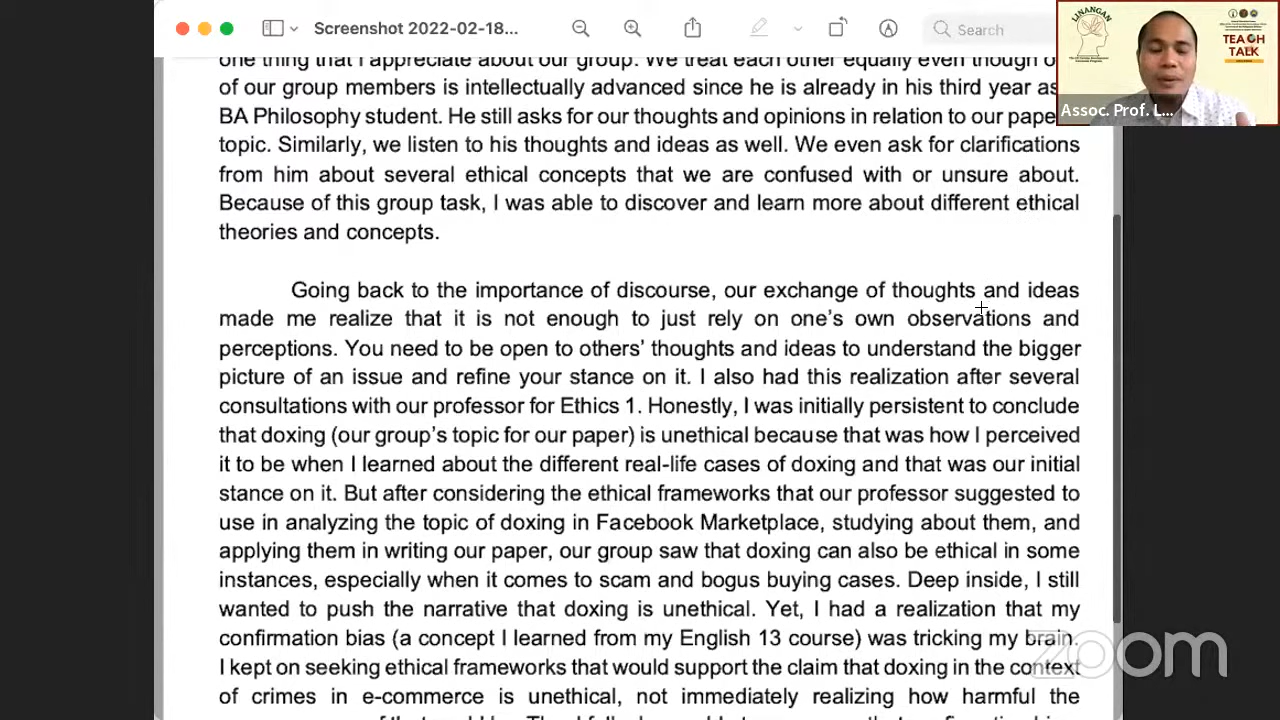 Screenshot 2022-02-18...
Search
LINANGAN
TEACH
TALK
Assoc. Prof. L...
one thing that I appreciate about our group. We treat each other equally even though
of our group members is intellectually advanced since he is already in his third year as
BA Philosophy student. He still asks for our thoughts and opinions in relation to our pape
topic. Similarly, we listen to his thoughts and ideas as well. We even ask for clarifications
from him about several ethical concepts that we are confused with or unsure about.
Because of this group task, I was able to discover and learn more about different ethical
theories and concepts.
Going back to the importance of discourse, our exchange of thoughts and ideas
made me realize that it is not enough to just rely on one's own observations and
perceptions. You need to be open to others' thoughts and ideas to understand the bigger
picture of an issue and refine your stance on it. I also had this realization after several
consultations with our professor for Ethics 1. Honestly, I was initially persistent to conclude
that doxing (our group's topic for our paper) is unethical because that was how I perceived
it to be when I learned about the different real-life cases of doxing and that was our initial
stance on it. But after considering the ethical frameworks that our professor suggested to
use in analyzing the topic of doxing in Facebook Marketplace, studying about them, and
applying them in writing our paper, our group saw that doxing can also be ethical in some
instances, especially when it comes to scam and bogus buying cases. Deep inside, I still
wanted to push the narrative that doxing is unethical. Yet, I had a realization that my
confirmation bias (a concept I learned from my English 13 course) was tricking my brain.
I kept on seeking ethical frameworks that would support the claim that doxing in the context
of crimes in e-commerce is unethical, not immediately realizing how harmful the
zoom